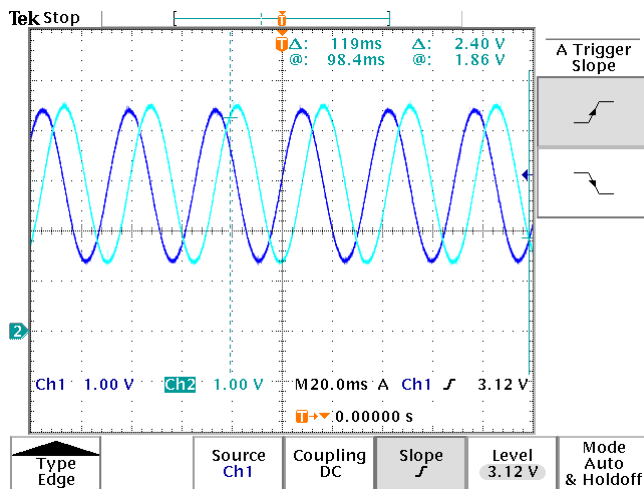 Tek Stop
T
T
Δ: 119ms Δ: 2.40 V
@: 98.4ms @: 1.86 V
A Trigger
Slope
2
Ch1 1.00 V Ch2 1.00 V M20.0ms A Ch1 3.12 V
T 0.00000 s
Type
Edge
Source
Ch1
Coupling
DC
Slope
Level
3.12 V
Mode
Auto
& Holdoff